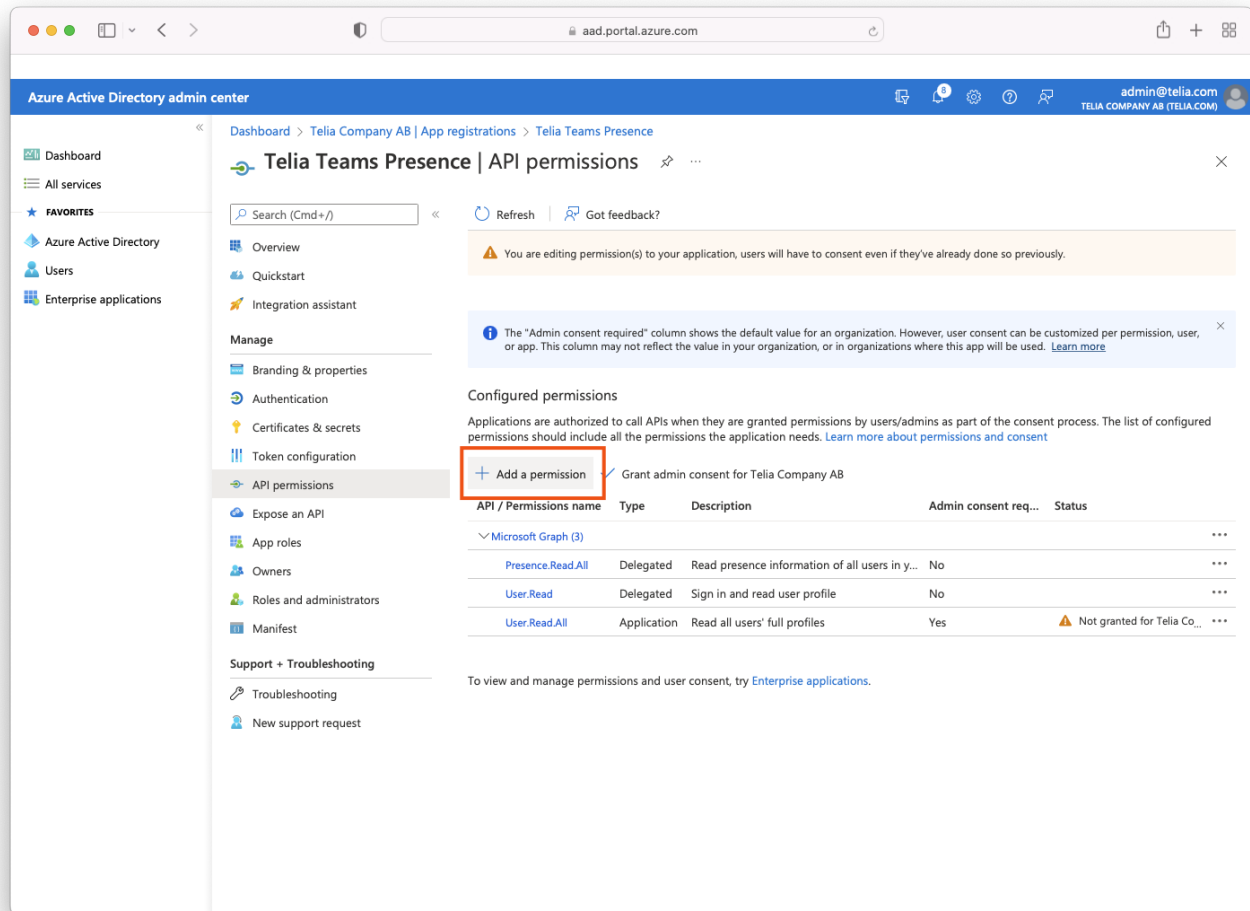 aad.portal.azure.com
Azure Active Directory admin center
8
admin@telia.com
TELIA COMPANY AB (TELIA.COM)
«
Dashboard
All services
FAVORITES
Azure Active Directory
Users
Enterprise applications
Dashboard > Telia Company AB | App registrations > Telia Teams Presence
Telia Teams Presence | API permissions
...
Search (Cmd+/)
«
Overview
Quickstart
Integration assistant
Manage
Branding & properties
Authentication
Certificates & secrets
Token configuration
API permissions
Expose an API
App roles
Owners
Roles and administrators
Manifest
Support + Troubleshooting
Troubleshooting
New support request
Refresh
Got feedback?
You are editing permission(s) to your application, users will have to consent even if they've already done so previously.
The "Admin consent required" column shows the default value for an organization. However, user consent can be customized per permission, user,
or app. This column may not reflect the value in your organization, or in organizations where this app will be used. Learn more
Configured permissions
Applications are authorized to call APIs when they are granted permissions by users/admins as part of the consent process. The list of configured
permissions should include all the permissions the application needs. Learn more about permissions and consent
+ Add a permission
Grant admin consent for Telia Company AB
API / Permissions name Type Description Admin consent req... Status
Microsoft Graph (3) ...
Presence.Read.All Delegated Read presence information of all users in y... No ...
User.Read Delegated Sign in and read user profile No ...
User.Read.All Application Read all users' full profiles Yes Not granted for Telia Co... ...
To view and manage permissions and user consent, try Enterprise applications.